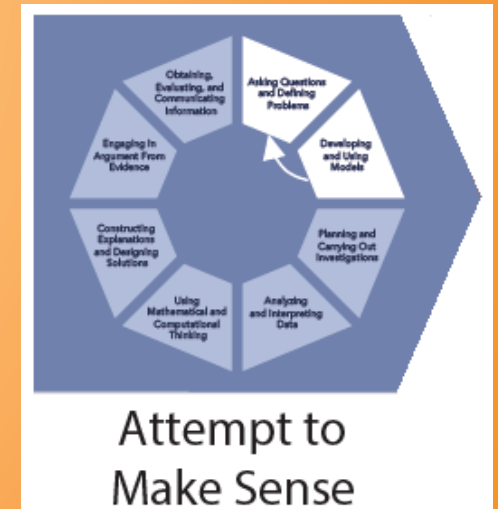 Asking Questions
and Defining
Problems
Developing
and Using
Models
Planning and
Carrying Out
Investigations
Analyzing
and Interpreting
Data
Using
Mathematical and
Computational
Thinking
Constructing
Explanations
and Designing
Solutions
Engaging in
Argument From
Evidence
Obtaining,
Evaluating, and
Communicating
Information
Attempt to
Make Sense